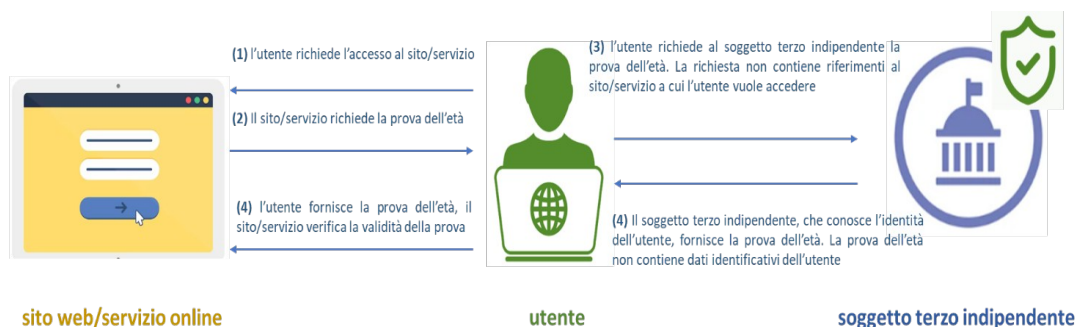 (1) l'utente richiede l'accesso al sito/servizio
(2) Il sito/servizio richiede la prova dell'età
(4) l'utente fornisce la prova dell'età, il
sito/servizio verifica la validità della prova
(3) l'utente richiede al soggetto terzo indipendente la
prova dell'età. La richiesta non contiene riferimenti al
sito/servizio a cui l'utente vuole accedere
(4) Il soggetto terzo indipendente, che conosce l'identità
dell'utente, fornisce la prova dell'età. La prova dell'età
non contiene dati identificativi dell'utente
sito web/servizio online
utente
soggetto terzo indipendente